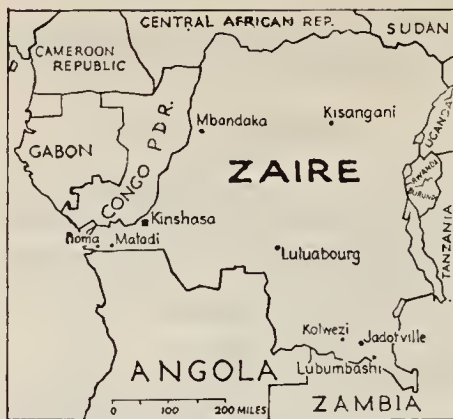 CENTRAL AFRICAN REP.
SUDAN
CAMEROON
REPUBLIC
Mbandaka
Kisangani
UGANDA
GABON
CONGO P.D.R.
ZAIRE
RWANDA
BURUNDI
Kinshasa
Boma
Matadi
TANZANIA
Luluabourg
Kolwezi
Jadotville
Lubumbashi
ANGOLA
ZAMBIA
0 100 200 MILES